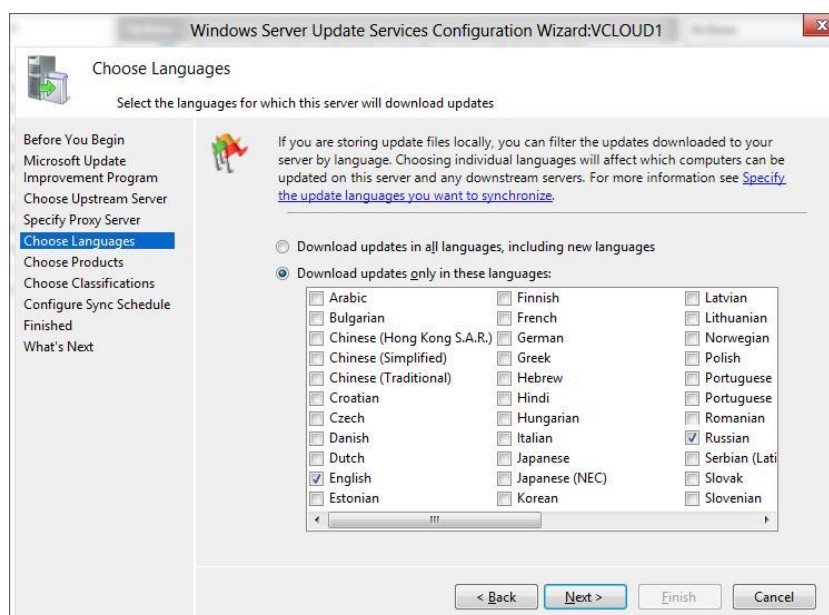 Windows Server Update Services Configuration Wizard:VCLOUD1
Choose Languages
Select the languages for which this server will download updates
Before You Begin
Microsoft Update
Improvement Program
Choose Upstream Server
Specify Proxy Server
Choose Languages
Choose Products
Choose Classifications
Configure Sync Schedule
Finished
What's Next
If you are storing update files locally, you can filter the updates downloaded to your
server by language. Choosing individual languages will affect which computers can be
updated on this server and any downstream servers. For more information see Specify
the update languages you want to synchronize.
Download updates in all languages, including new languages
Download updates only in these languages:
Arabic
Bulgarian
Chinese (Hong Kong S.A.R.)
Chinese (Simplified)
Chinese (Traditional)
Croatian
Czech
Danish
Dutch
English
Estonian
Finnish
French
German
Greek
Hebrew
Hindi
Hungarian
Italian
Japanese
Japanese (NEC)
Korean
Latvian
Lithuanian
Norwegian
Polish
Portuguese
Portuguese
Romanian
Russian
Serbian (Lati
Slovak
Slovenian
< Back
Next >
Finish
Cancel